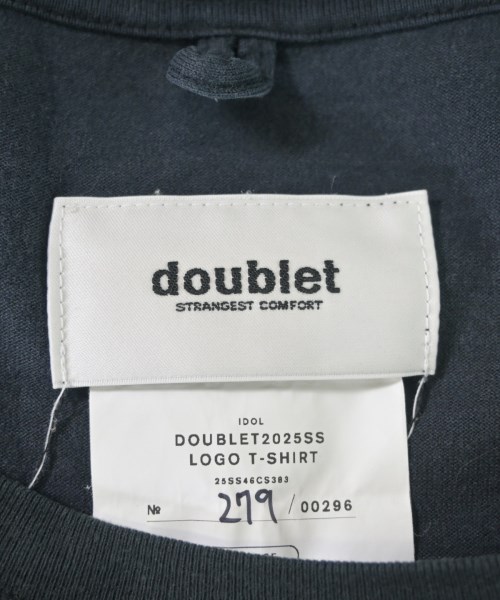 doublet
STRANGEST COMFORT
IDOL
DOUBLET2025SS
LOGO T-SHIRT
25SS46CS383
№ 279 / 00296